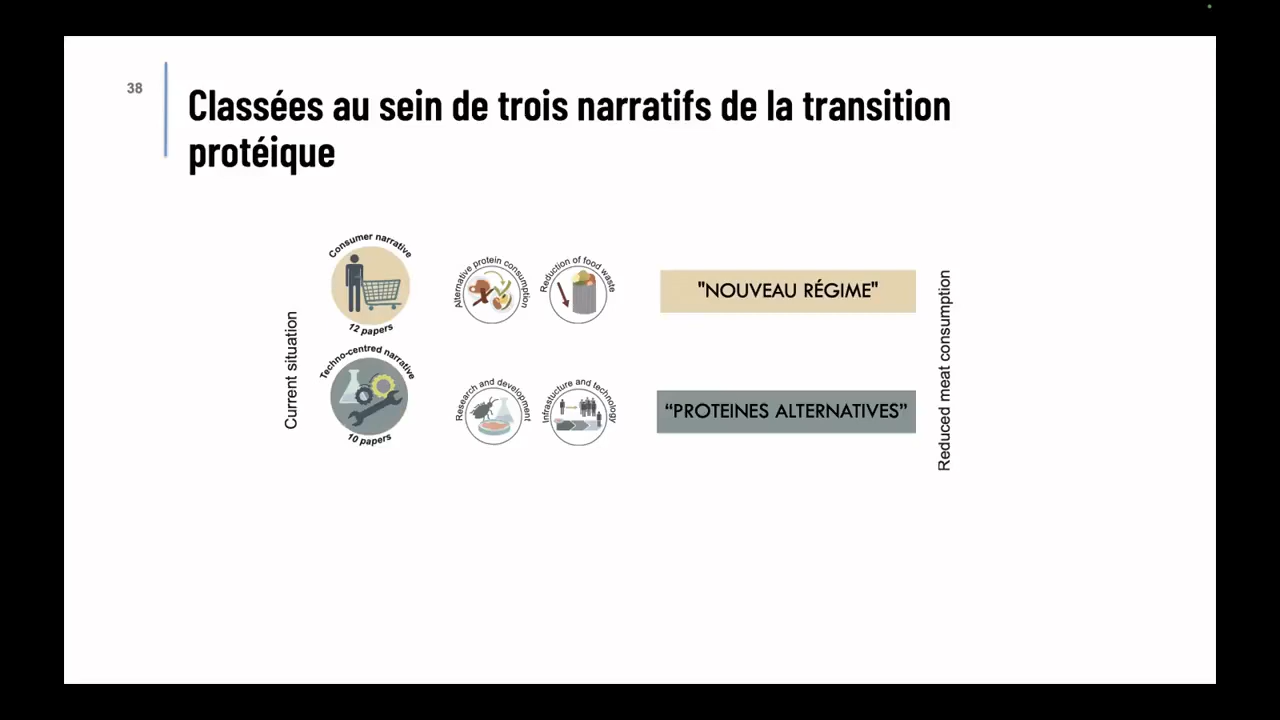 38
Classées au sein de trois narratifs de la transition
protéique
Current situation
Consumer narrative
12 papers
Alternative protein consumption
Reduction of food waste
"NOUVEAU RÉGIME"
Techno-centred narrative
10 papers
Research and development
Infrastucture and technology
“PROTEINES ALTERNATIVES”
Reduced meat consumption